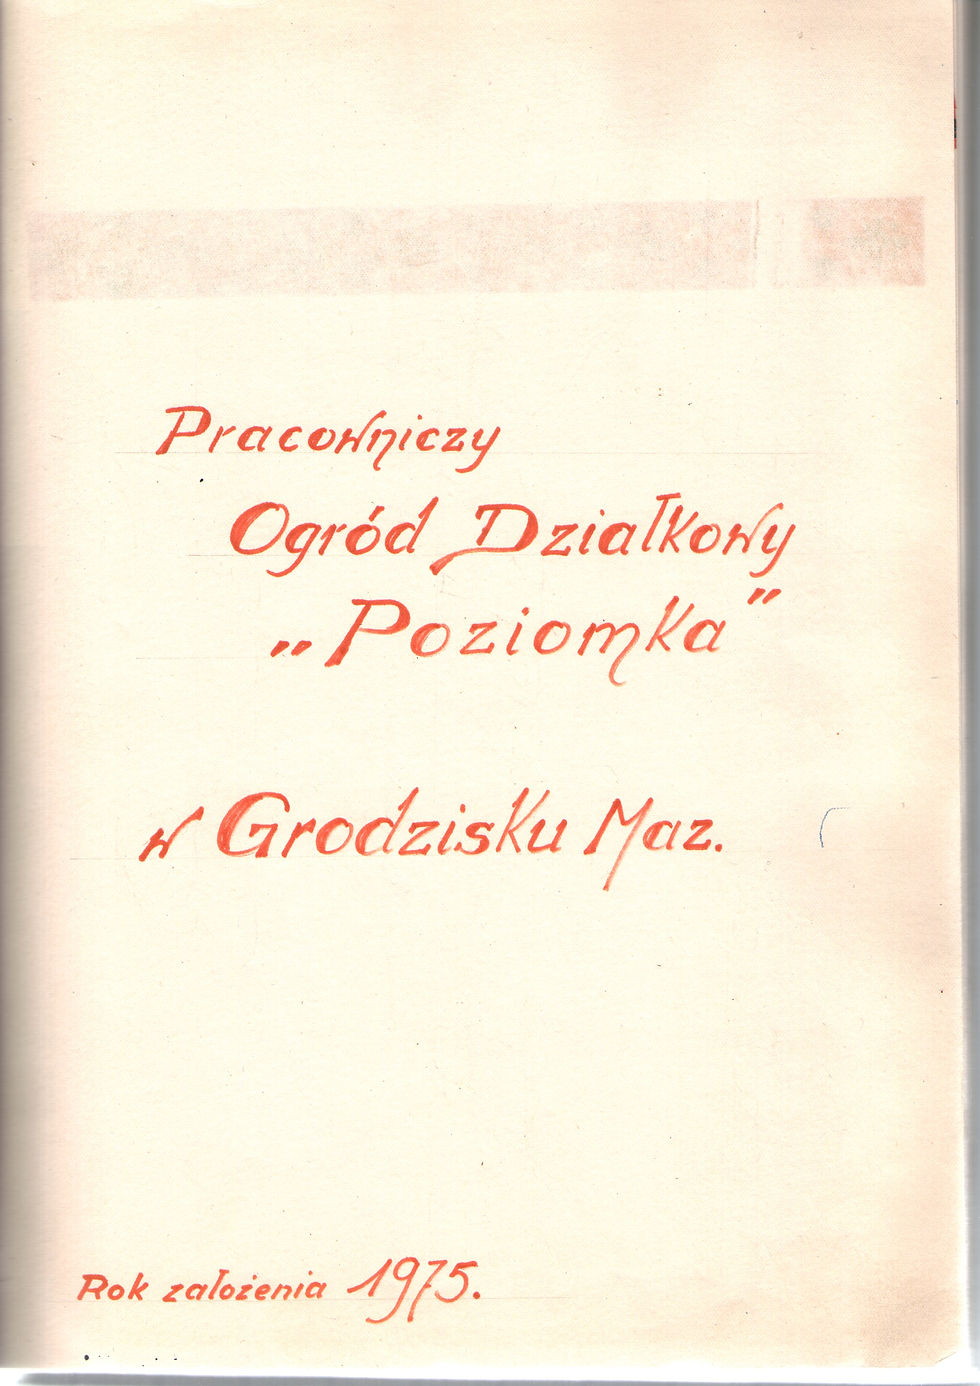 Pracowniczy
Ogród Działkowy
„Poziomka”
w Grodzisku Maz.
Rok założenia 1975.